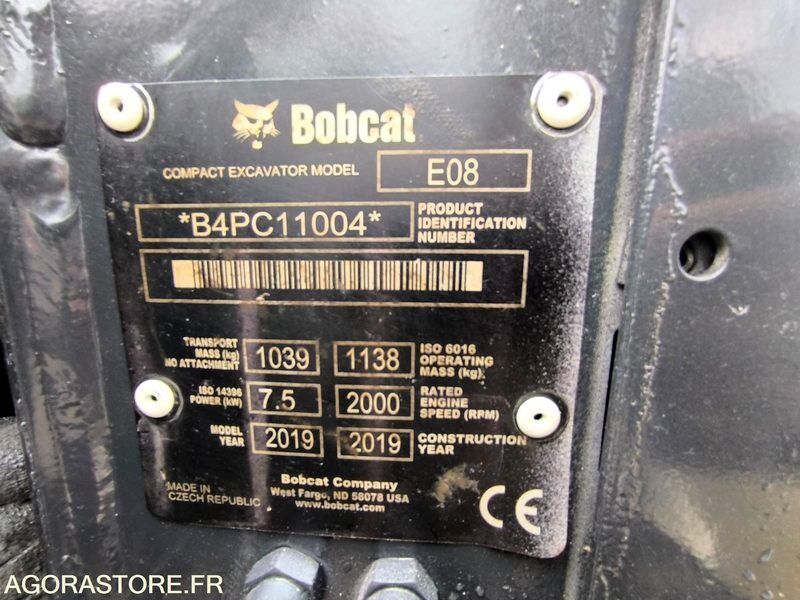 Bobcat
COMPACT EXCAVATOR MODEL E08
*B4PC11004* PRODUCT IDENTIFICATION NUMBER
TRANSPORT MASS (kg) NO ATTACHMENT 1039 1138 ISO 6016 OPERATING MASS (kg)
ISO 14396 POWER (kW) 7.5 2000 RATED ENGINE SPEED (RPM)
MODEL YEAR 2019 2019 CONSTRUCTION YEAR
MADE IN CZECH REPUBLIC
Bobcat Company
West Fargo, ND 58078 USA
www.bobcat.com
CE
AGORASTORE.FR